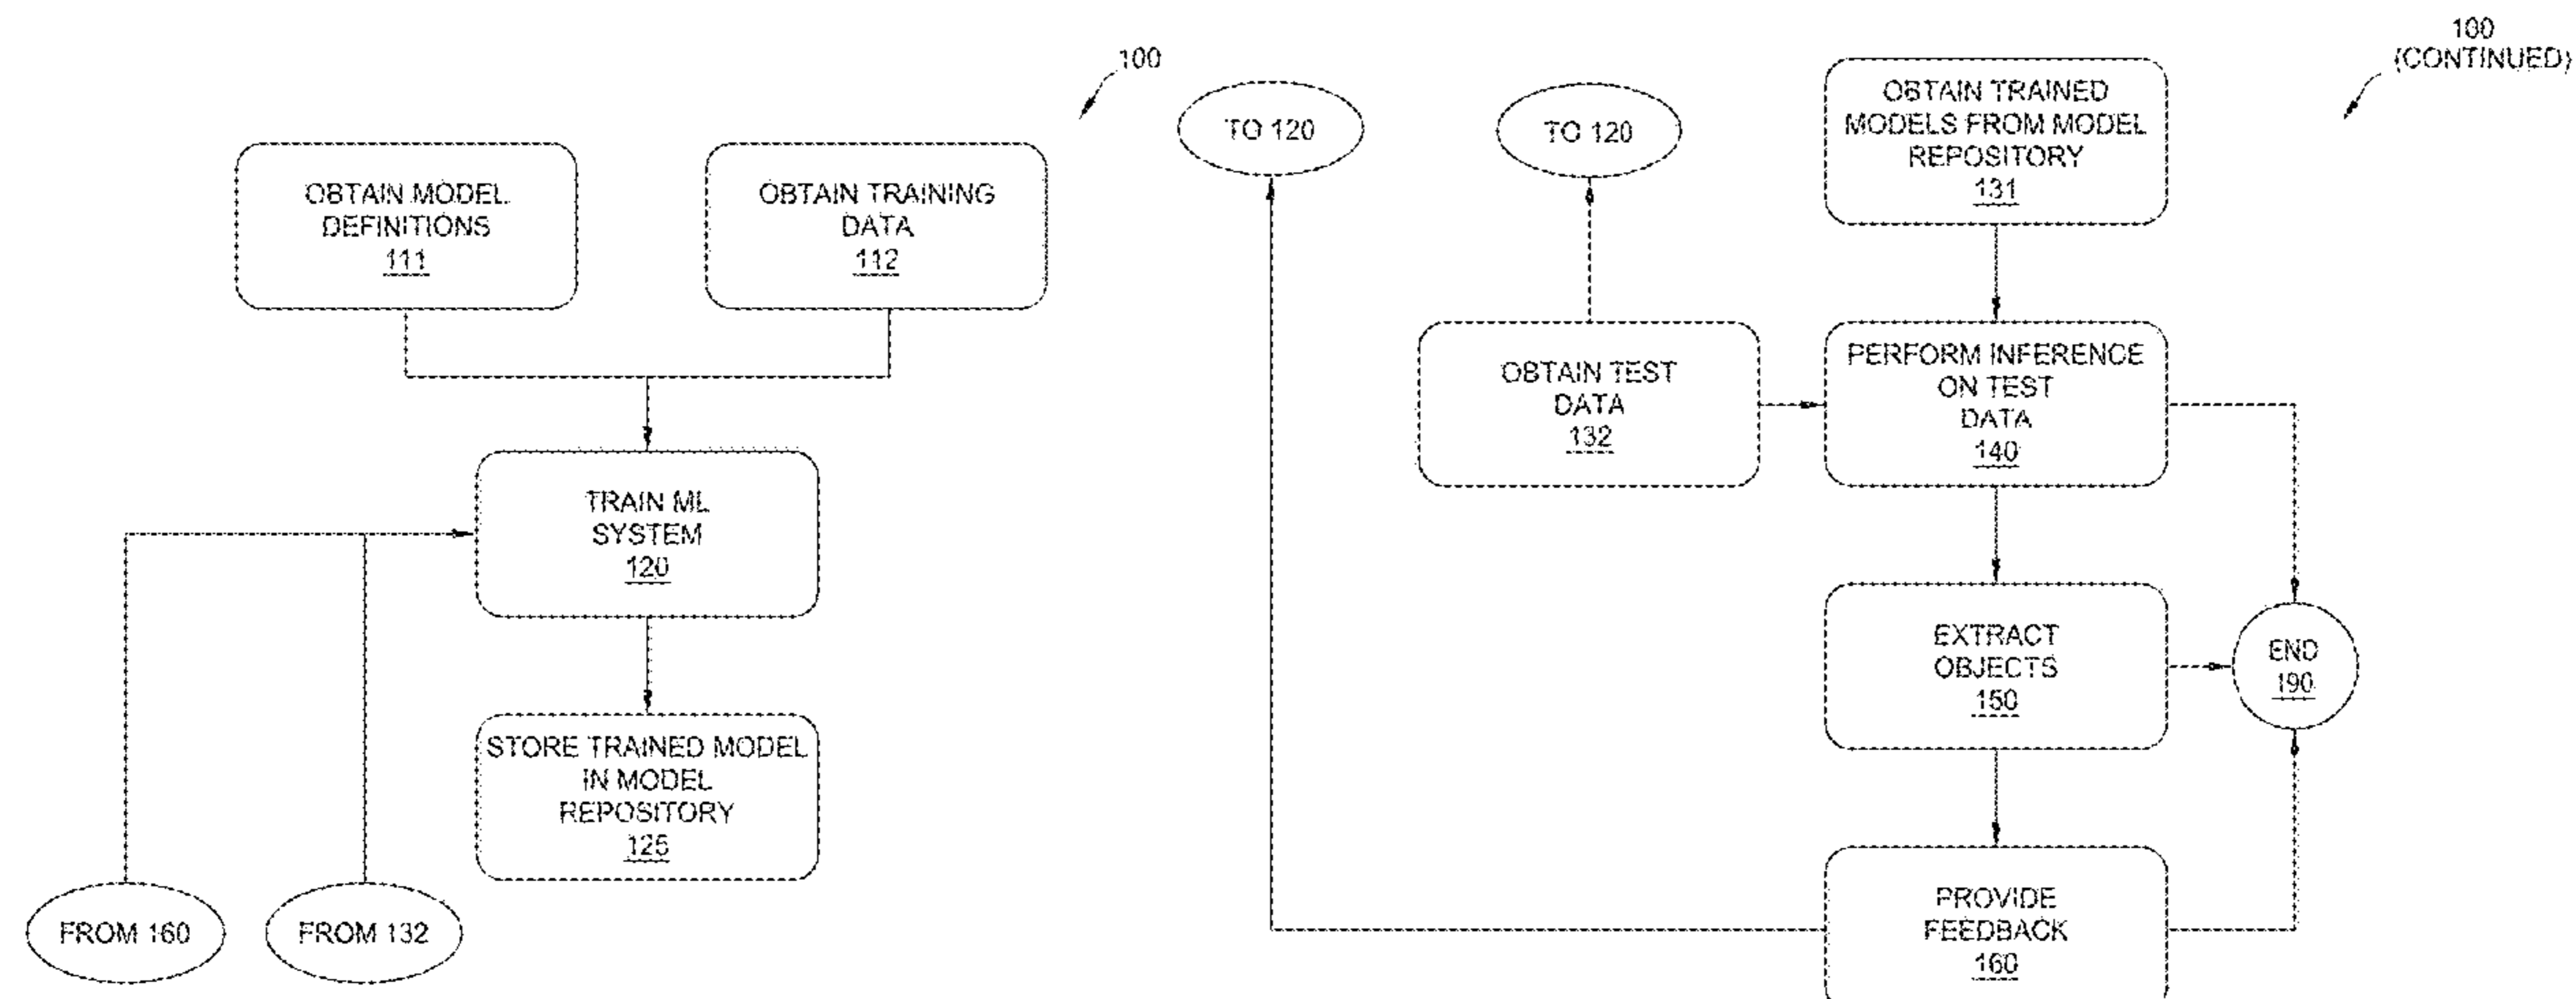 100
OBTAIN MODEL
DEFINITIONS
111
OBTAIN TRAINING
DATA
112
TRAIN ML
SYSTEM
120
STORE TRAINED MODEL
IN MODEL
REPOSITORY
125
FROM 160
FROM 132
100
(CONTINUED)
TO 120
TO 120
OBTAIN TRAINED
MODELS FROM MODEL
REPOSITORY
131
OBTAIN TEST
DATA
132
PERFORM INFERENCE
ON TEST
DATA
140
EXTRACT
OBJECTS
150
END
190
PROVIDE
FEEDBACK
160